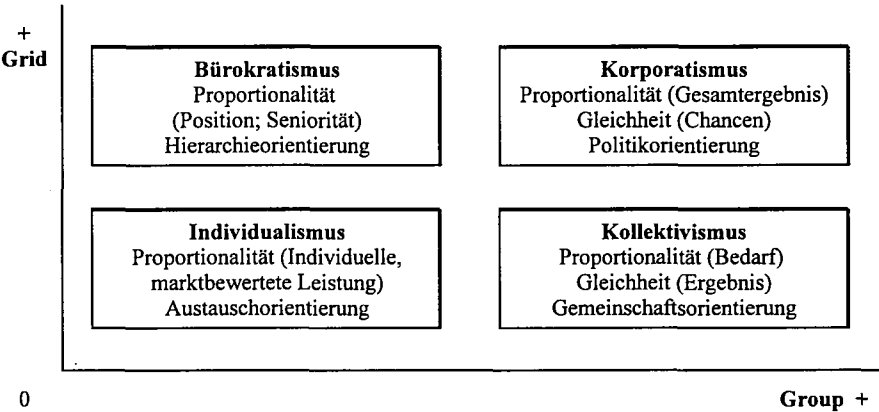 +
Grid
Bürokratismus
Proportionalität
(Position; Seniorität)
Hierarchieorientierung
Korporatismus
Proportionalität (Gesamtergebnis)
Gleichheit (Chancen)
Politikorientierung
Individualismus
Proportionalität (Individuelle,
marktbewertete Leistung)
Austauschorientierung
Kollektivismus
Proportionalität (Bedarf)
Gleichheit (Ergebnis)
Gemeinschaftsorientierung
0
Group +